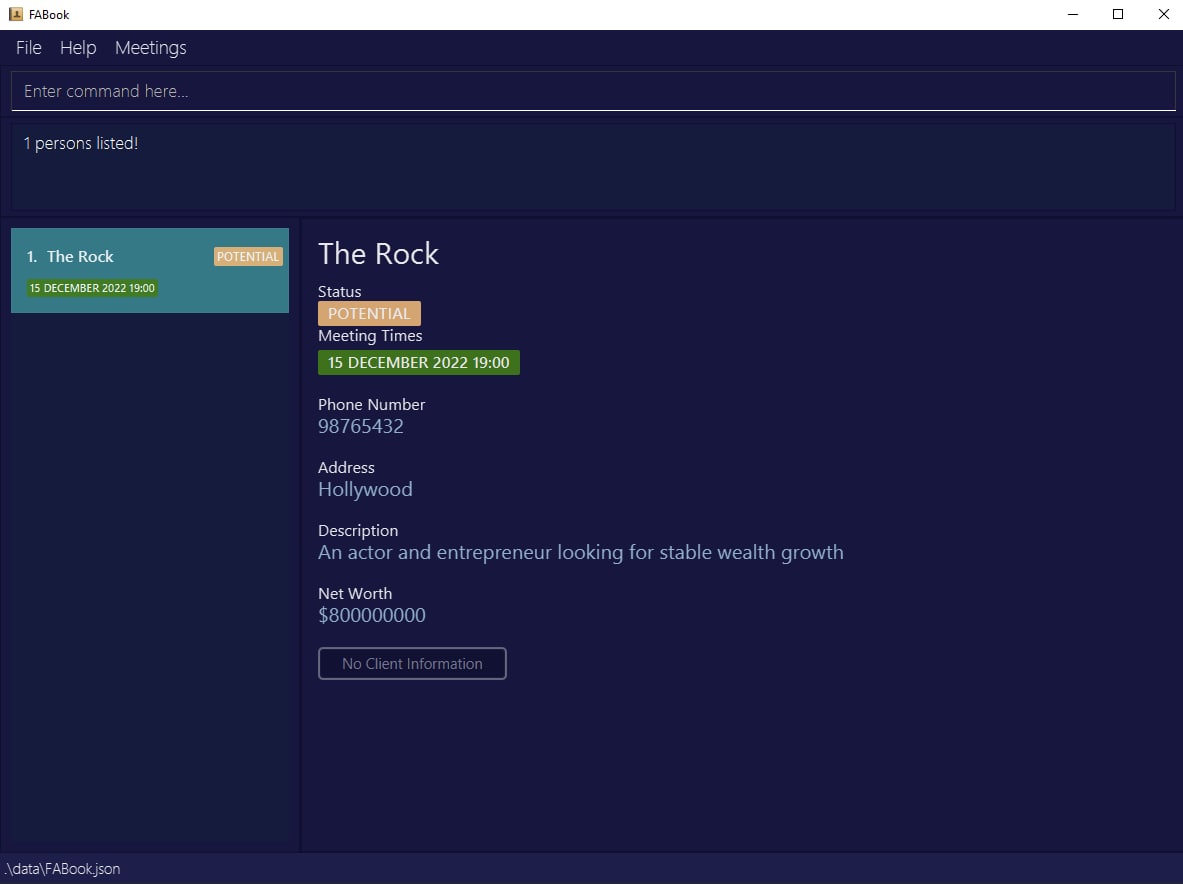 FABook
File Help Meetings
Enter command here...
1 persons listed!
1. The Rock POTENTIAL
15 DECEMBER 2022 19:00
The Rock
Status
POTENTIAL
Meeting Times
15 DECEMBER 2022 19:00
Phone Number
98765432
Address
Hollywood
Description
An actor and entrepreneur looking for stable wealth growth
Net Worth
$800000000
No Client Information
.\data\FABook.json